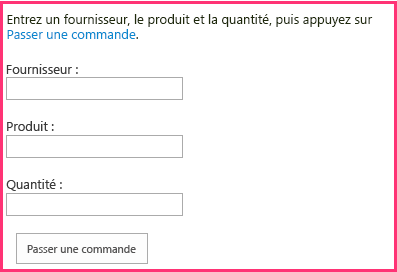 Entrez un fournisseur, le produit et la quantité, puis appuyez sur
Passer une commande.
Fournisseur :
Produit :
Quantité :
Passer une commande